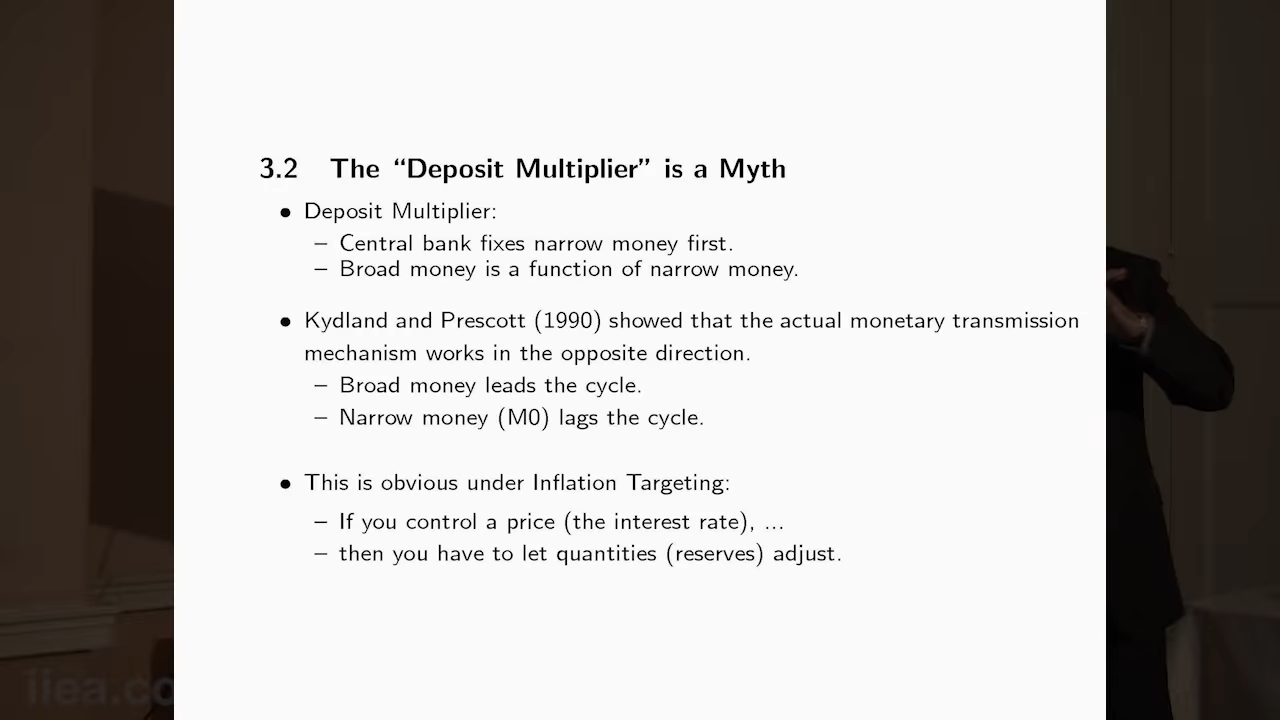 3.2 The “Deposit Multiplier” is a Myth
• Deposit Multiplier:
– Central bank fixes narrow money first.
– Broad money is a function of narrow money.
• Kydland and Prescott (1990) showed that the actual monetary transmission
mechanism works in the opposite direction.
– Broad money leads the cycle.
– Narrow money (M0) lags the cycle.
• This is obvious under Inflation Targeting:
– If you control a price (the interest rate), ...
– then you have to let quantities (reserves) adjust.
iiea.co